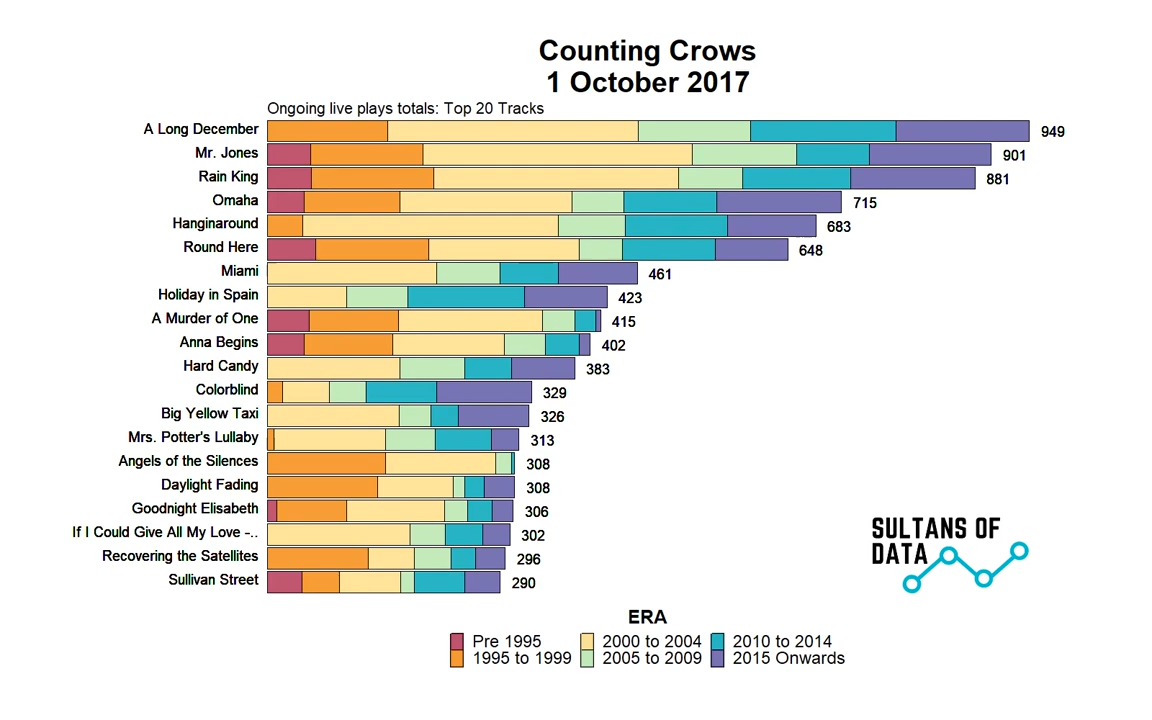 Counting Crows
1 October 2017
Ongoing live plays totals: Top 20 Tracks
A Long December 949
Mr. Jones 901
Rain King 881
Omaha 715
Hanginaround 683
Round Here 648
Miami 461
Holiday in Spain 423
A Murder of One 415
Anna Begins 402
Hard Candy 383
Colorblind 329
Big Yellow Taxi 326
Mrs. Potter's Lullaby 313
Angels of the Silences 308
Daylight Fading 308
Goodnight Elisabeth 306
If I Could Give All My Love -.. 302
Recovering the Satellites 296
Sullivan Street 290
SULTANS OF
DATA
ERA
Pre 1995 2000 to 2004 2010 to 2014
1995 to 1999 2005 to 2009 2015 Onwards